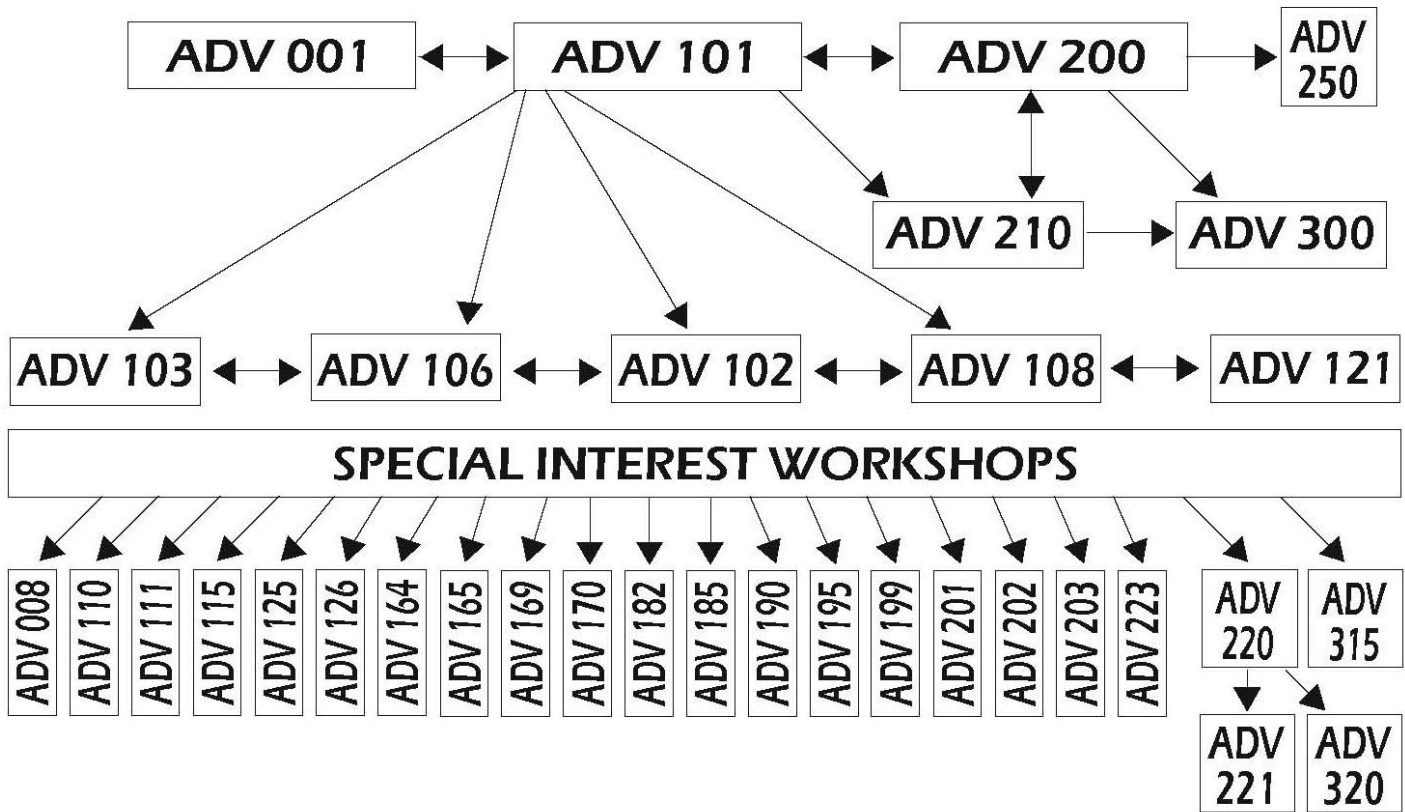 ADV 001
ADV 101
ADV 200
ADV
250
ADV 210
ADV 300
ADV 103
ADV 106
ADV 102
ADV 108
ADV 121
SPECIAL INTEREST WORKSHOPS
ADV 008
ADV 110
ADV 111
ADV 115
ADV 125
ADV 126
ADV 164
ADV 165
ADV 169
ADV 170
ADV 182
ADV 185
ADV 190
ADV 195
ADV 199
ADV 201
ADV 202
ADV 203
ADV 223
ADV
220
ADV
315
ADV
221
ADV
320